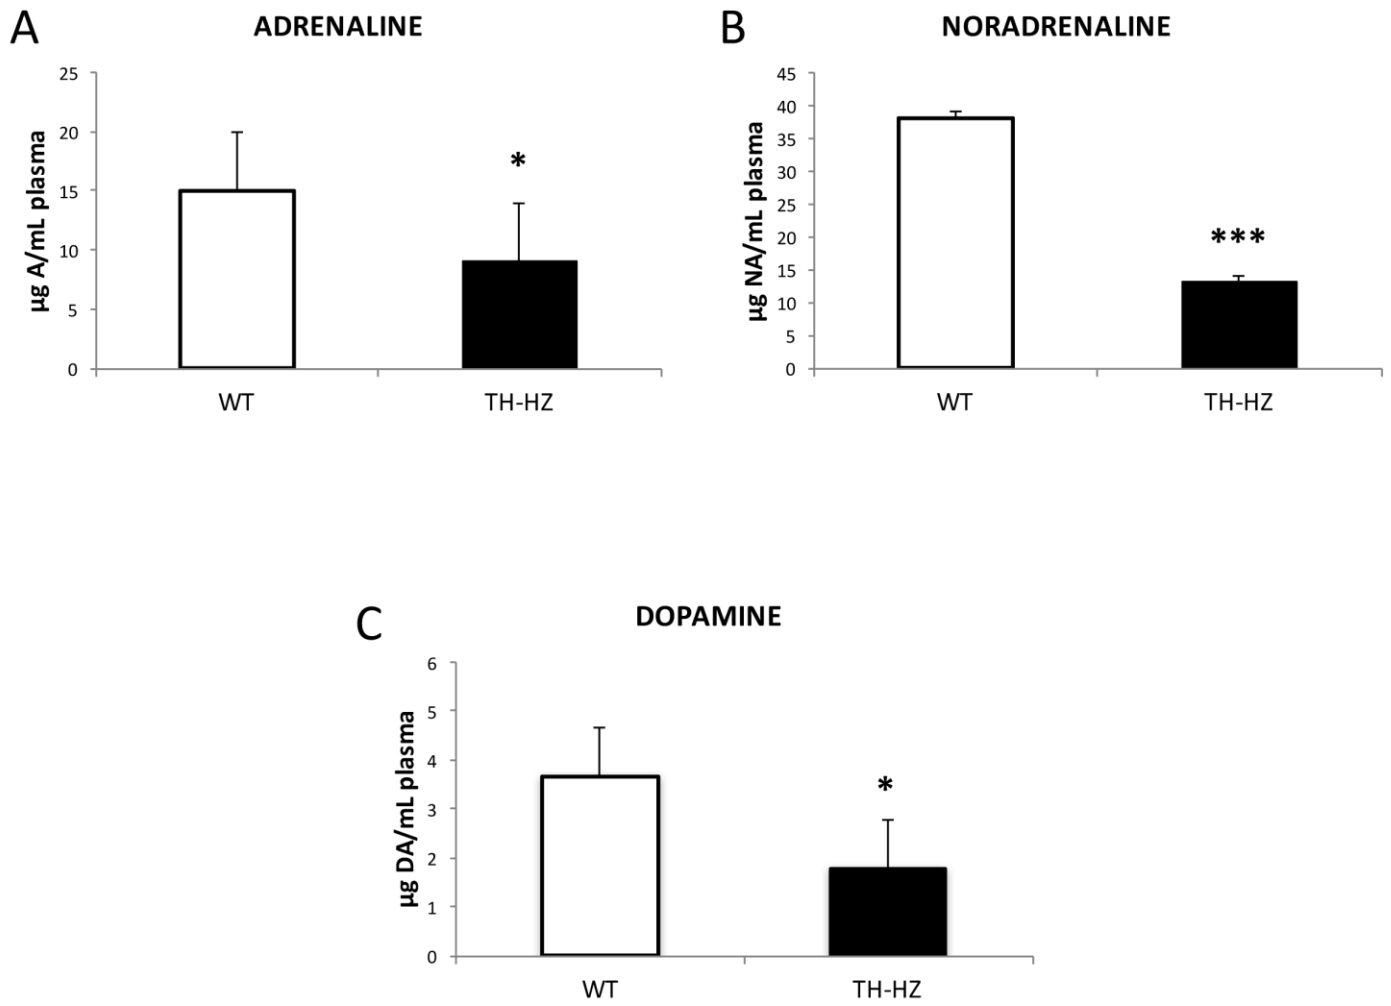 A
ADRENALINE
µg A/mL plasma
25
20
15
10
5
0
*
WT
TH-HZ
B
NORADRENALINE
µg NA/mL plasma
45
40
35
30
25
20
15
10
5
0
***
WT
TH-HZ
C
DOPAMINE
µg DA/mL plasma
6
5
4
3
2
1
0
*
WT
TH-HZ